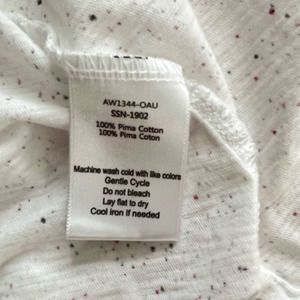 AW1344-OAU
SSN-1902
100% Pima Cotton
100% Pima Cotton
Machine wash cold with like colors
Gentle Cycle
Do not bleach
Lay flat to dry
Cool iron if needed